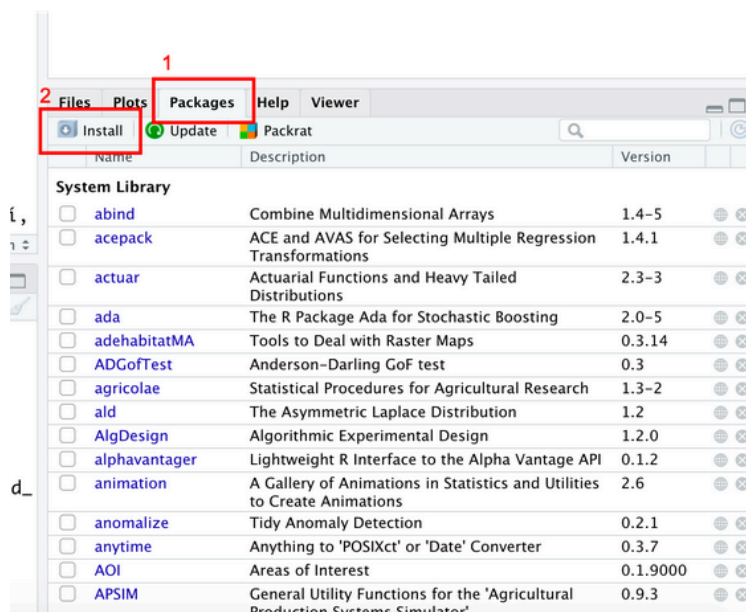 1
2
Files Plots Packages Help Viewer
Install Update Packrat
Name Description Version
System Library
abind Combine Multidimensional Arrays 1.4-5
acepack ACE and AVAS for Selecting Multiple Regression 1.4.1
Transformations
actuar Actuarial Functions and Heavy Tailed 2.3-3
Distributions
ada The R Package Ada for Stochastic Boosting 2.0-5
adehabitatMA Tools to Deal with Raster Maps 0.3.14
ADGofTest Anderson-Darling GoF test 0.3
agricolae Statistical Procedures for Agricultural Research 1.3-2
ald The Asymmetric Laplace Distribution 1.2
AlgDesign Algorithmic Experimental Design 1.2.0
alphavantager Lightweight R Interface to the Alpha Vantage API 0.1.2
d_
animation A Gallery of Animations in Statistics and Utilities 2.6
to Create Animations
anomalize Tidy Anomaly Detection 0.2.1
anytime Anything to 'POSIXct' or 'Date' Converter 0.3.7
AOI Areas of Interest 0.1.9000
APSIM General Utility Functions for the 'Agricultural 0.9.3
Production Systems Simulator'